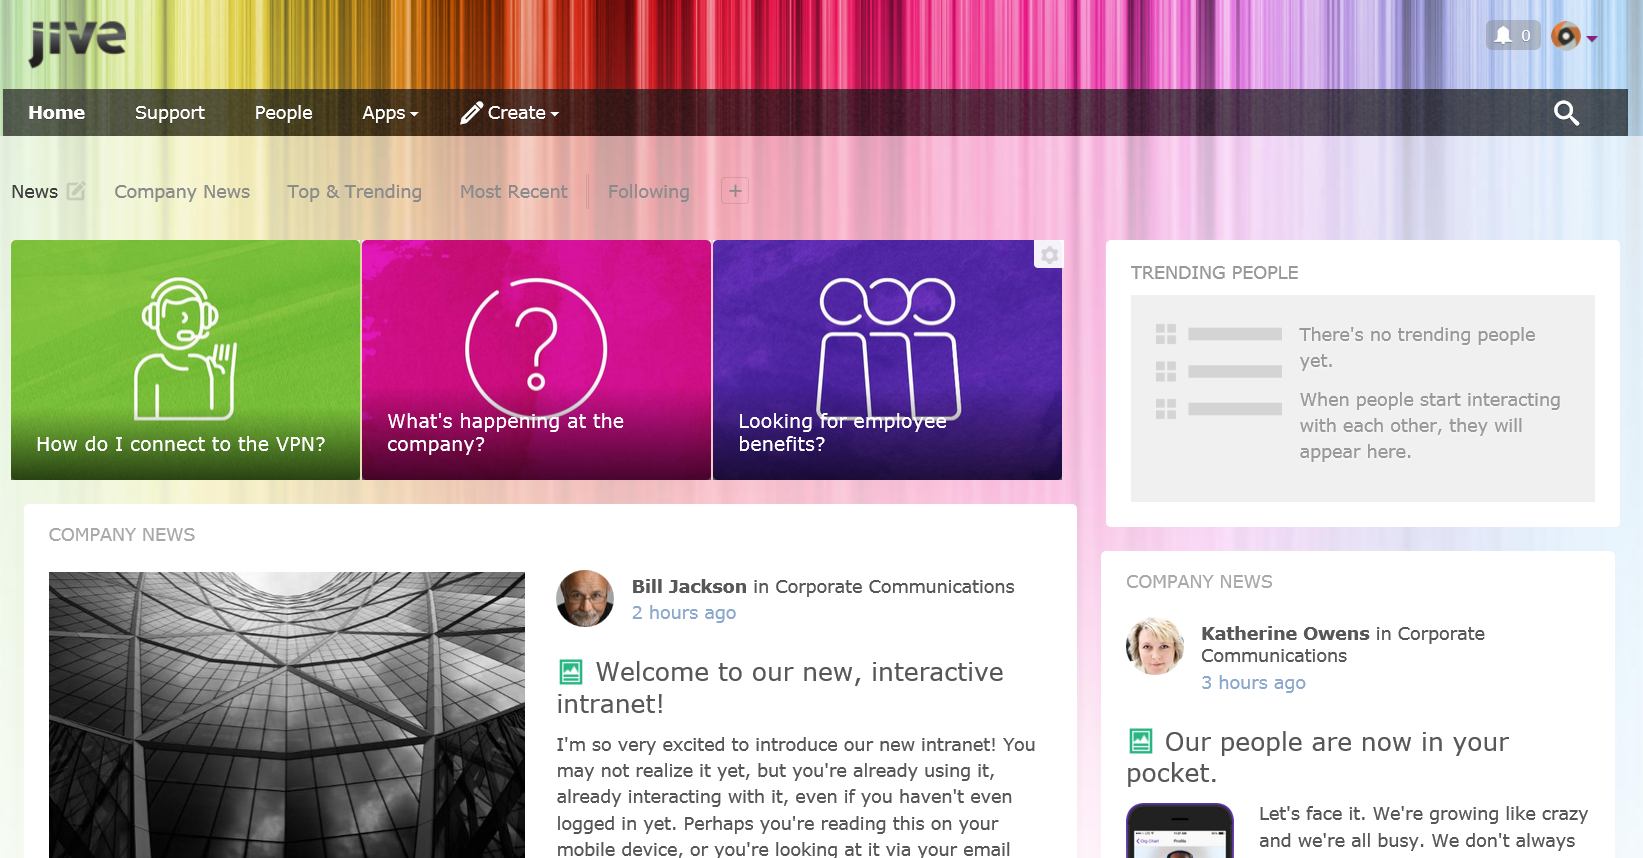 jive
0
Home Support People Apps Create
News Company News Top & Trending Most Recent Following +
How do I connect to the VPN?
What's happening at the
company?
Looking for employee
benefits?
TRENDING PEOPLE
There's no trending people
yet.
When people start interacting
with each other, they will
appear here.
COMPANY NEWS
Bill Jackson in Corporate Communications
2 hours ago
Welcome to our new, interactive
intranet!
I'm so very excited to introduce our new intranet! You
may not realize it yet, but you're already using it,
already interacting with it, even if you haven't even
logged in yet. Perhaps you're reading this on your
mobile device, or you're looking at it via your email
COMPANY NEWS
Katherine Owens in Corporate
Communications
3 hours ago
Our people are now in your
pocket.
Let's face it. We're growing like crazy
and we're all busy. We don't always
Org Chart Profile